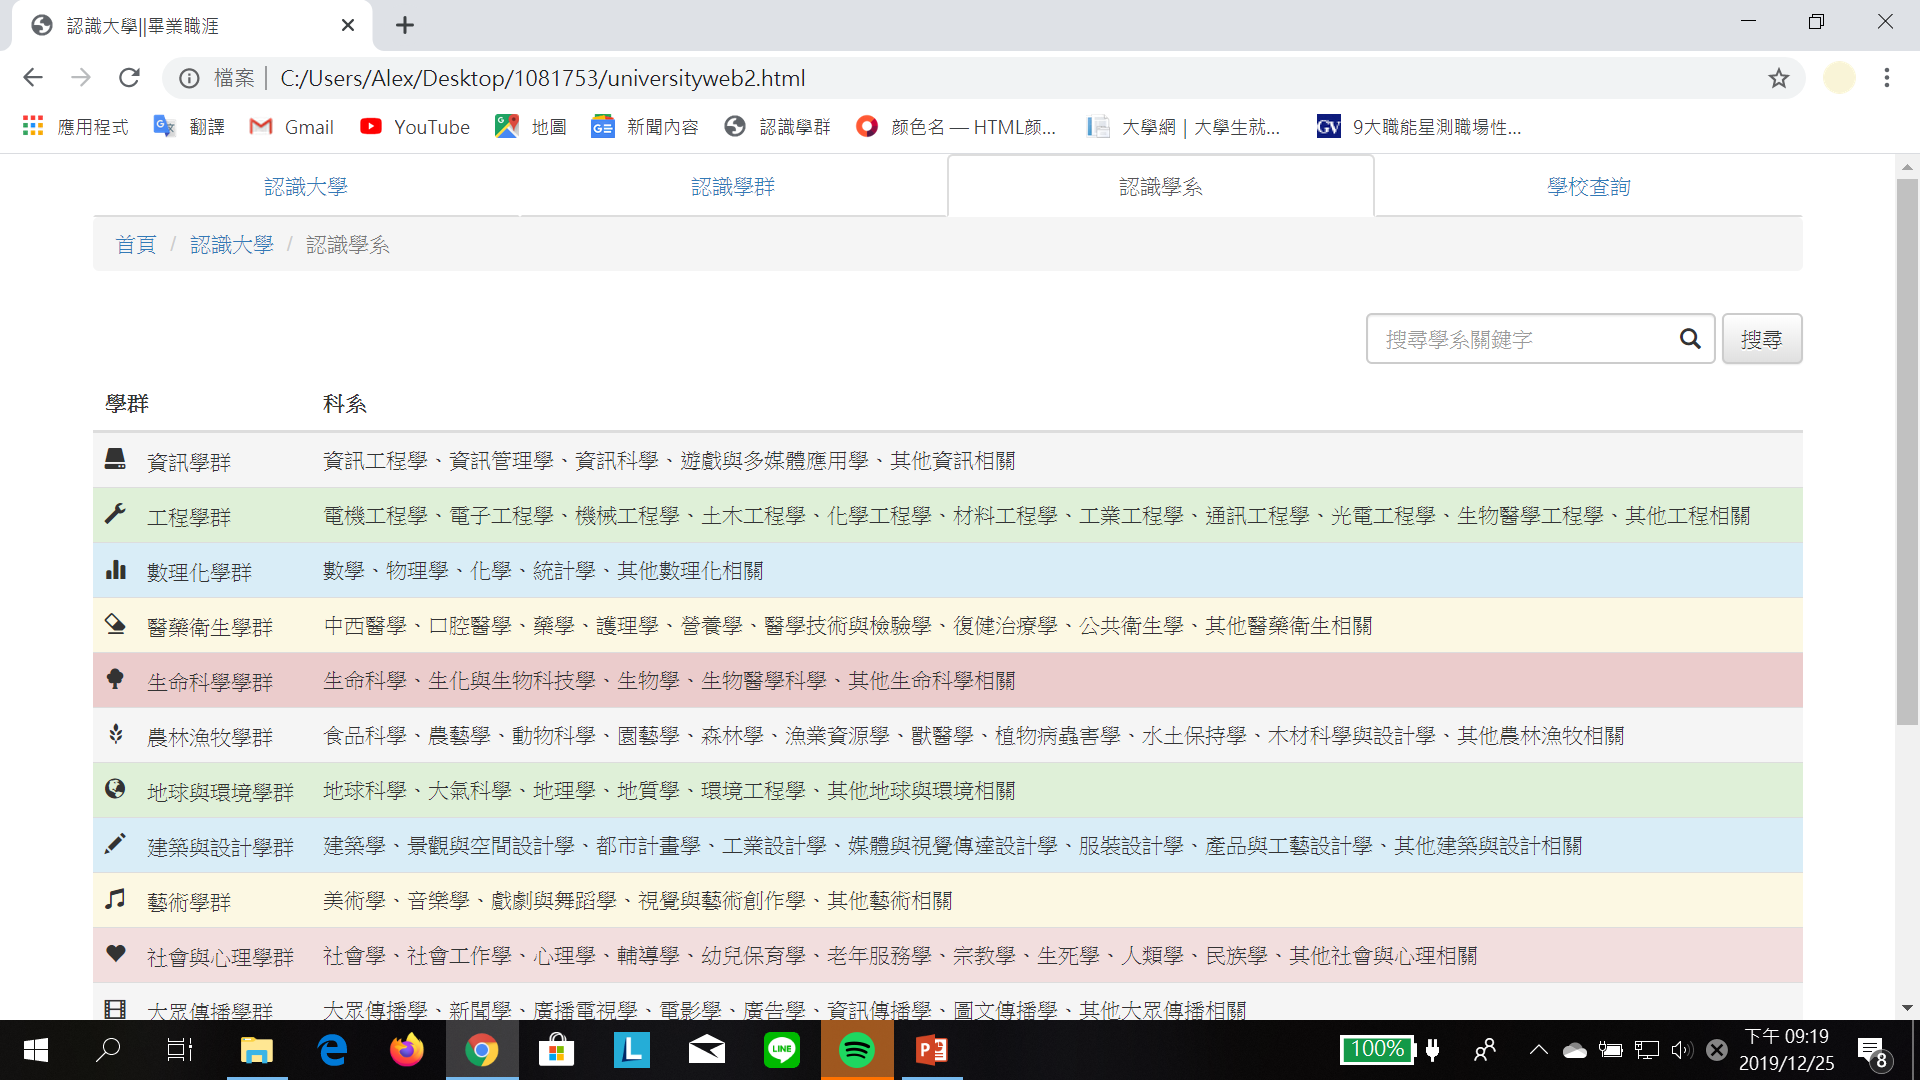 認識大學||畢業職涯
檔案 | C:/Users/Alex/Desktop/1081753/universityweb2.html
應用程式 翻譯 Gmail YouTube 地圖 新聞內容 認識學群 颜色名 — HTML颜... 大學網 | 大學生就... 9大職能星測職場性...
認識大學 認識學群 認識學系 學校查詢
首頁 / 認識大學 / 認識學系
搜尋學系關鍵字 搜尋
學群 科系
資訊學群 資訊工程學、資訊管理學、資訊科學、遊戲與多媒體應用學、其他資訊相關
工程學群 電機工程學、電子工程學、機械工程學、土木工程學、化學工程學、材料工程學、工業工程學、通訊工程學、光電工程學、生物醫學工程學、其他工程相關
數理化學群 數學、物理學、化學、統計學、其他數理化相關
醫藥衛生學群 中西醫學、口腔醫學、藥學、護理學、營養學、醫學技術與檢驗學、復健治療學、公共衛生學、其他醫藥衛生相關
生命科學學群 生命科學、生化與生物科技學、生物學、生物醫學科學、其他生命科學相關
農林漁牧學群 食品科學、農藝學、動物科學、園藝學、森林學、漁業資源學、獸醫學、植物病蟲害學、水土保持學、木材科學與設計學、其他農林漁牧相關
地球與環境學群 地球科學、大氣科學、地理學、地質學、環境工程學、其他地球與環境相關
建築與設計學群 建築學、景觀與空間設計學、都市計畫學、工業設計學、媒體與視覺傳達設計學、服裝設計學、產品與工藝設計學、其他建築與設計相關
藝術學群 美術學、音樂學、戲劇與舞蹈學、視覺與藝術創作學、其他藝術相關
社會與心理學群 社會學、社會工作學、心理學、輔導學、幼兒保育學、老年服務學、宗教學、生死學、人類學、民族學、其他社會與心理相關
大眾傳播學群 大眾傳播學、新聞學、廣播電視學、電影學、廣告學、資訊傳播學、圖文傳播學、其他大眾傳播相關
100% 下午 09:19
2019/12/25 8